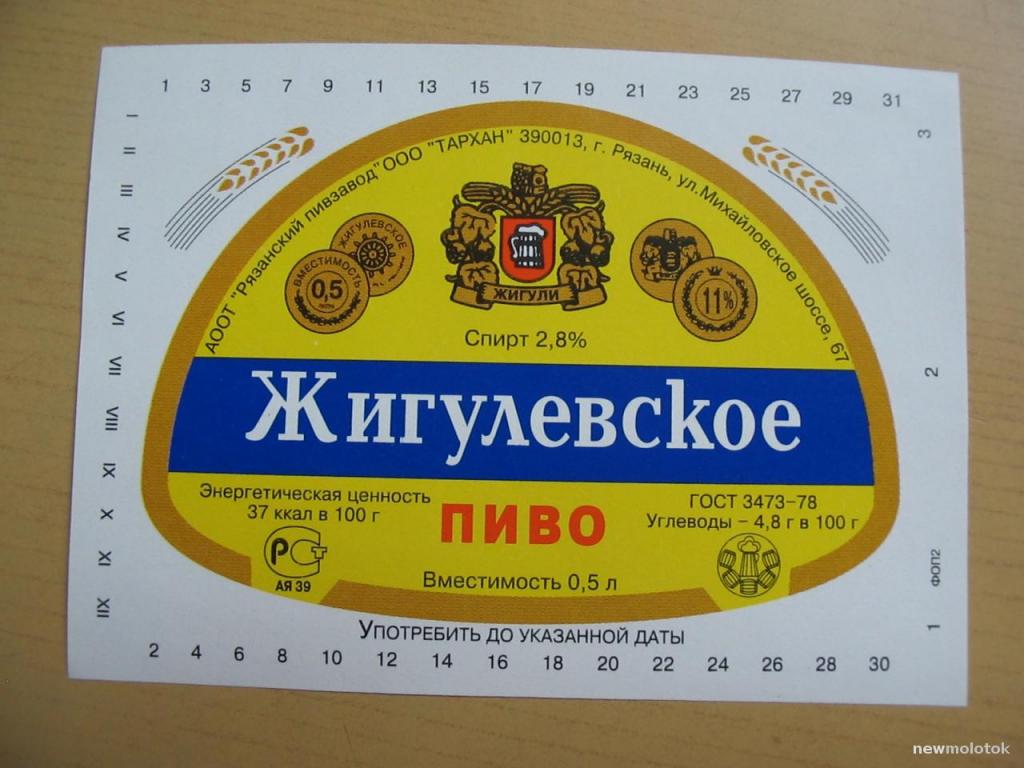 1 3 5 7 9 11 13 15 17 19 21 23 25 27 29 31
I
II
III
IV
V
VI
VII
VIII
IX
X
XI
XII
АООТ "Рязанский пивзавод" ООО "ТАРХАН" 390013, г. Рязань, ул.Михайловское шоссе, 67
ЖИГУЛЕВСКОЕ
ВМЕСТИМОСТЬ
0,5
ЖИГУЛИ
11%
Спирт 2,8%
Жигулевское
Энергетическая ценность
37 ккал в 100 г
ПИВО
ГОСТ 3473-78
Углеводы – 4,8 г в 100 г
РСТ
АЯ 39
Вместимость 0,5 л
УПОТРЕБИТЬ ДО УКАЗАННОЙ ДАТЫ
2 4 6 8 10 12 14 16 18 20 22 24 26 28 30
3
2
ФОП2
1
newmolotok